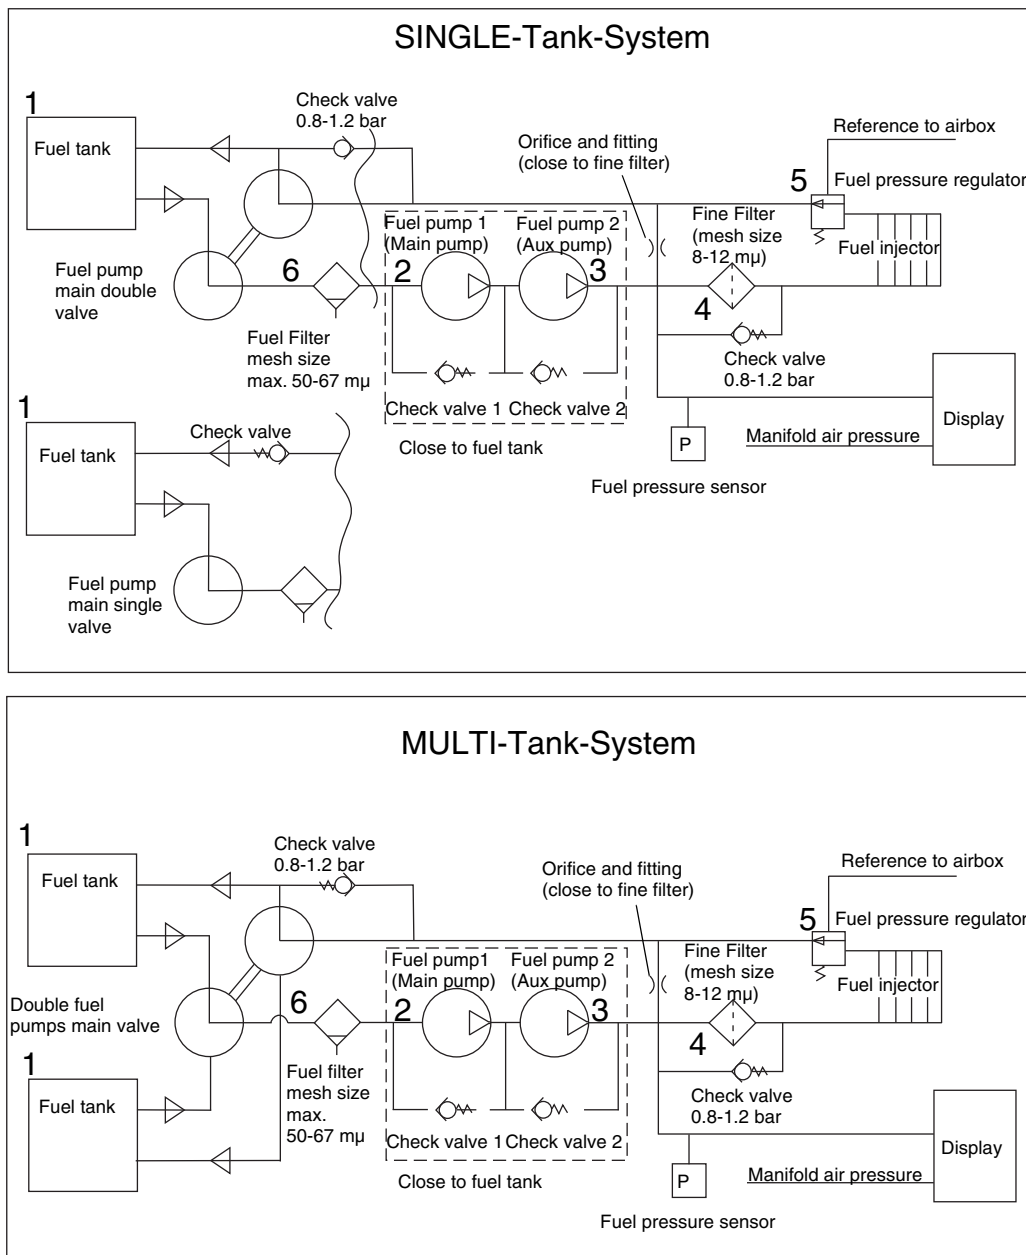 SINGLE-Tank-System
1
Fuel tank
Check valve
0.8-1.2 bar
Orifice and fitting
(close to fine filter)
Reference to airbox
5
Fuel pressure regulator
Fuel pump
main double
valve
6
Fuel Filter
mesh size
max. 50-67 mµ
2
Fuel pump 1
(Main pump)
Fuel pump 2
(Aux pump)
3
Fine Filter
(mesh size
8-12 mµ)
4
Fuel injector
Check valve
0.8-1.2 bar
Check valve 1
Check valve 2
Close to fuel tank
P
Fuel pressure sensor
Manifold air pressure
Display
1
Fuel tank
Check valve
Fuel pump
main single
valve
MULTI-Tank-System
1
Fuel tank
Check valve
0.8-1.2 bar
Orifice and fitting
(close to fine filter)
Reference to airbox
5
Fuel pressure regulator
Double fuel
pumps main valve
6
Fuel filter
mesh size
max.
50-67 mµ
2
Fuel pump1
(Main pump)
Fuel pump 2
(Aux pump)
3
Fine Filter
(mesh size
8-12 mµ)
4
Fuel injector
Check valve
0.8-1.2 bar
Check valve 1
Check valve 2
Close to fuel tank
P
Fuel pressure sensor
Manifold air pressure
Display
1
Fuel tank